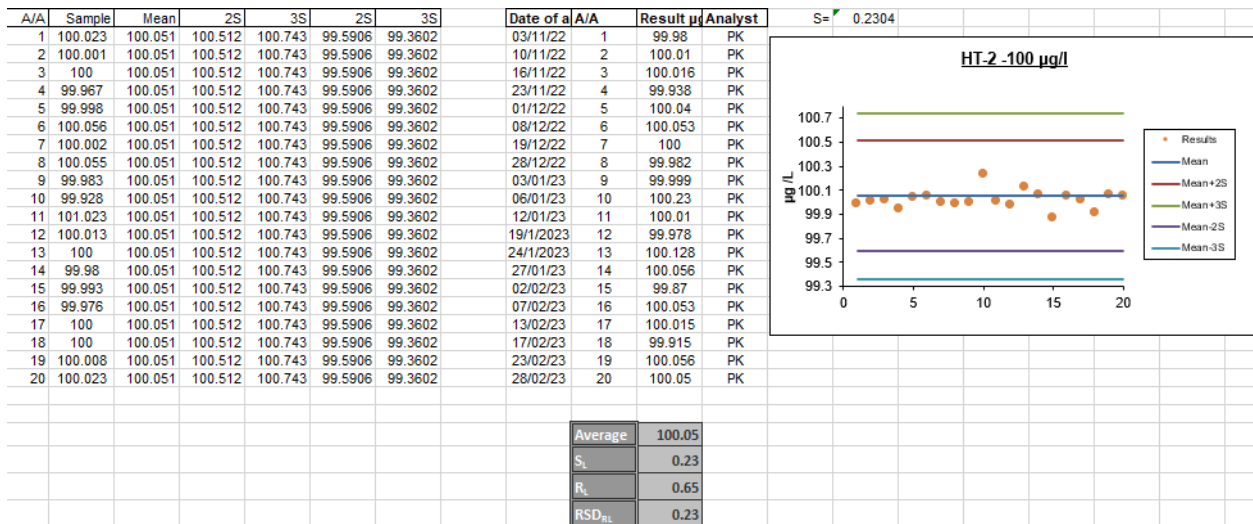 A/A Sample Mean 2S 3S 2S 3S Date of a A/A Result µg Analyst S= 0.2304
1 100.023 100.051 100.512 100.743 99.5906 99.3602 03/11/22 1 99.98 PK
2 100.001 100.051 100.512 100.743 99.5906 99.3602 10/11/22 2 100.01 PK
3 100 100.051 100.512 100.743 99.5906 99.3602 16/11/22 3 100.016 PK
4 99.967 100.051 100.512 100.743 99.5906 99.3602 23/11/22 4 99.938 PK
5 99.998 100.051 100.512 100.743 99.5906 99.3602 01/12/22 5 100.04 PK
6 100.056 100.051 100.512 100.743 99.5906 99.3602 08/12/22 6 100.053 PK
7 100.002 100.051 100.512 100.743 99.5906 99.3602 19/12/22 7 100 PK
8 100.055 100.051 100.512 100.743 99.5906 99.3602 28/12/22 8 99.982 PK
9 99.983 100.051 100.512 100.743 99.5906 99.3602 03/01/23 9 99.999 PK
10 99.928 100.051 100.512 100.743 99.5906 99.3602 06/01/23 10 100.23 PK
11 101.023 100.051 100.512 100.743 99.5906 99.3602 12/01/23 11 100.01 PK
12 100.013 100.051 100.512 100.743 99.5906 99.3602 19/1/2023 12 99.978 PK
13 100 100.051 100.512 100.743 99.5906 99.3602 24/1/2023 13 100.128 PK
14 99.98 100.051 100.512 100.743 99.5906 99.3602 27/01/23 14 100.056 PK
15 99.993 100.051 100.512 100.743 99.5906 99.3602 02/02/23 15 99.87 PK
16 99.976 100.051 100.512 100.743 99.5906 99.3602 07/02/23 16 100.053 PK
17 100 100.051 100.512 100.743 99.5906 99.3602 13/02/23 17 100.015 PK
18 100 100.051 100.512 100.743 99.5906 99.3602 17/02/23 18 99.915 PK
19 100.008 100.051 100.512 100.743 99.5906 99.3602 23/02/23 19 100.056 PK
20 100.023 100.051 100.512 100.743 99.5906 99.3602 28/02/23 20 100.05 PK
Average 100.05
SL 0.23
RL 0.65
RSDRL 0.23
HT-2 -100 µg/l
µg /L
100.7
100.5
100.3
100.1
99.9
99.7
99.5
99.3
0 5 10 15 20
Results
Mean
Mean+2S
Mean+3S
Mean-2S
Mean-3S